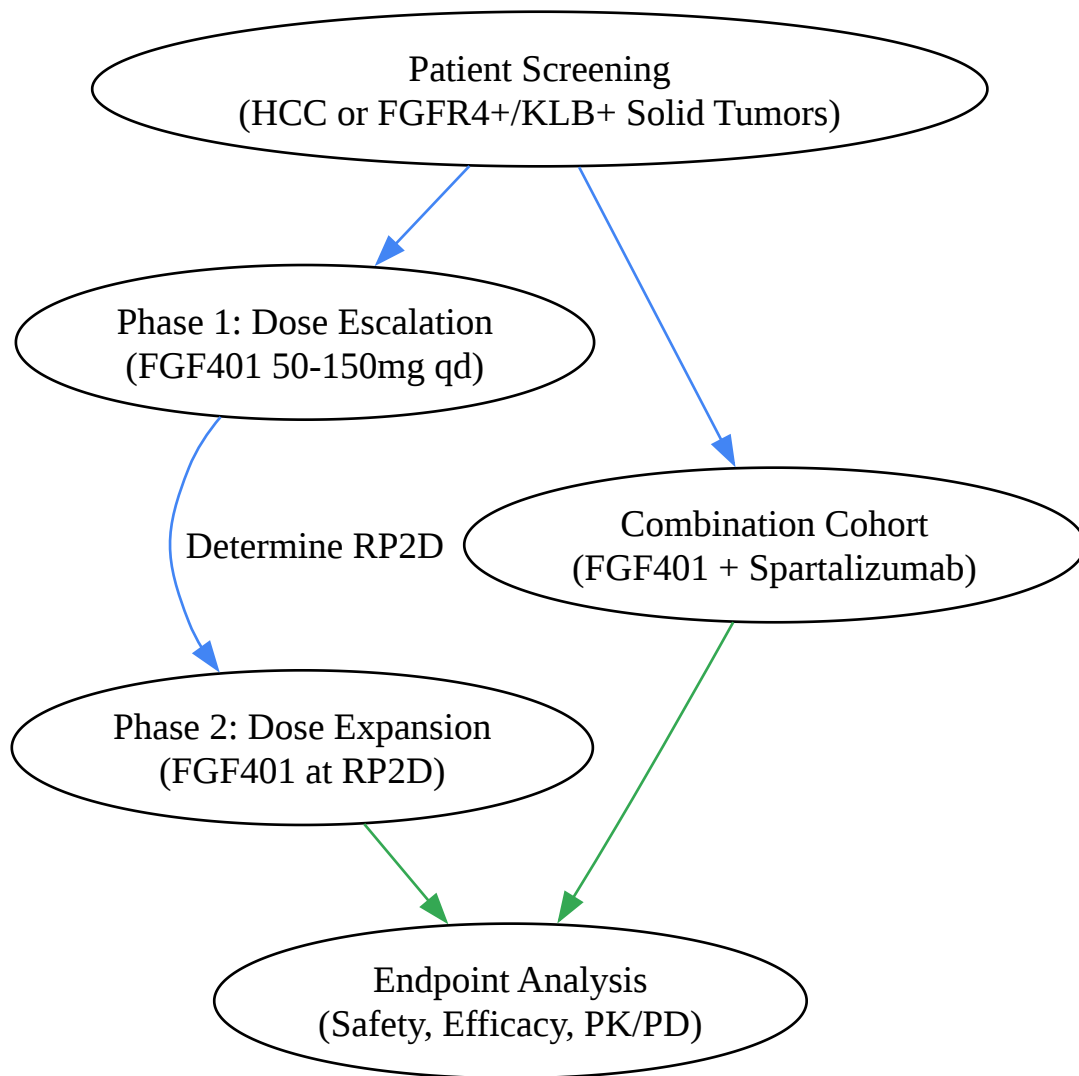 Patient Screening
(HCC or FGFR4+/KLB+ Solid Tumors)
Phase 1: Dose Escalation
(FGF401 50-150mg qd)
Combination Cohort
(FGF401 + Spartalizumab)
Determine RP2D
Phase 2: Dose Expansion
(FGF401 at RP2D)
Endpoint Analysis
(Safety, Efficacy, PK/PD)